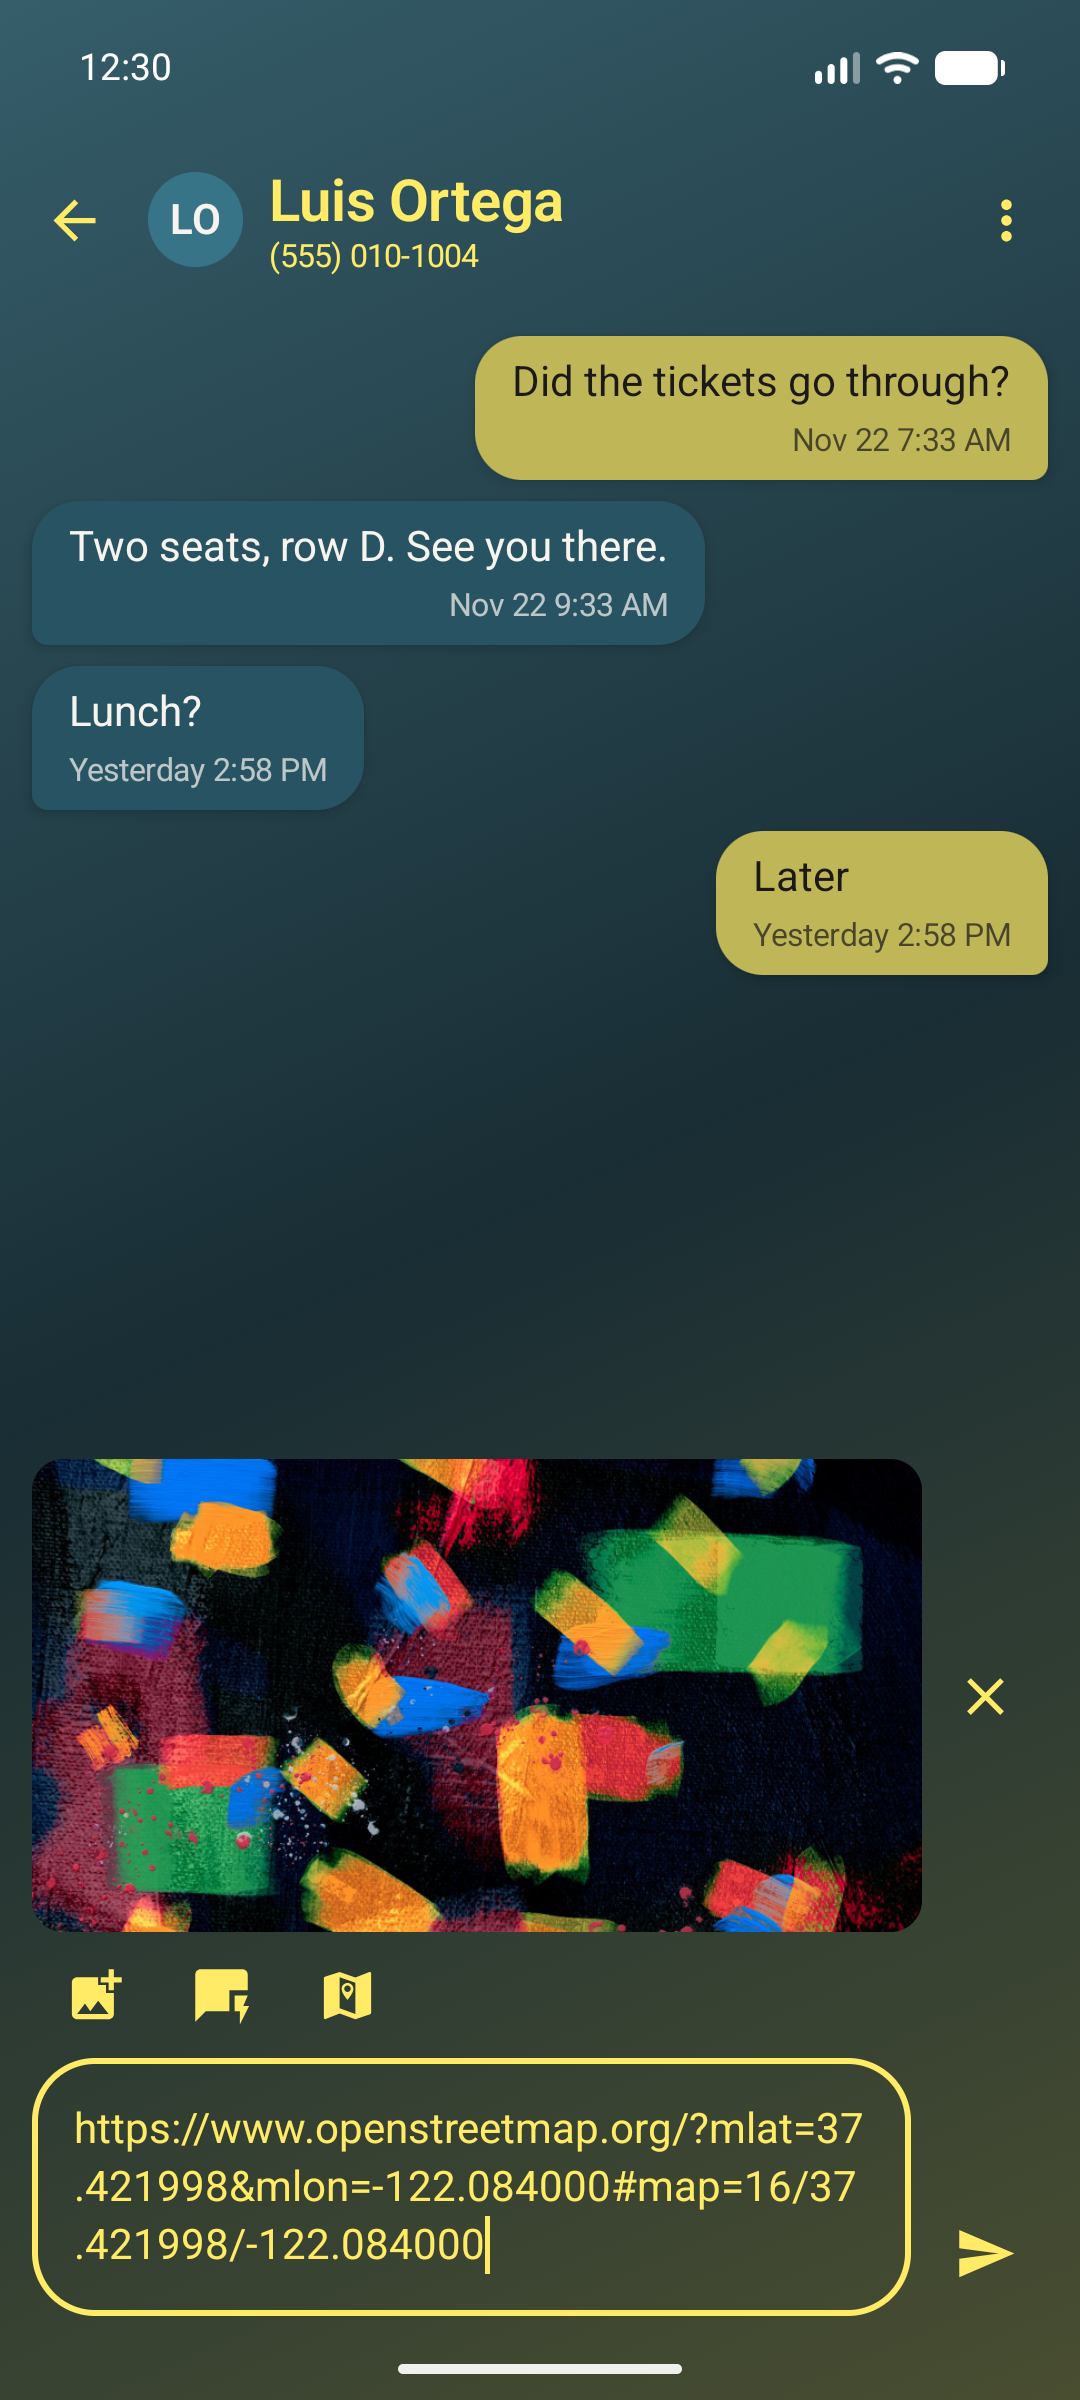 12:30
LO
Luis Ortega
(555) 010-1004
Did the tickets go through?
Nov 22 7:33 AM
Two seats, row D. See you there.
Nov 22 9:33 AM
Lunch?
Yesterday 2:58 PM
Later
Yesterday 2:58 PM
https://www.openstreetmap.org/?mlat=37
.421998&mlon=-122.084000#map=16/37
.421998/-122.084000